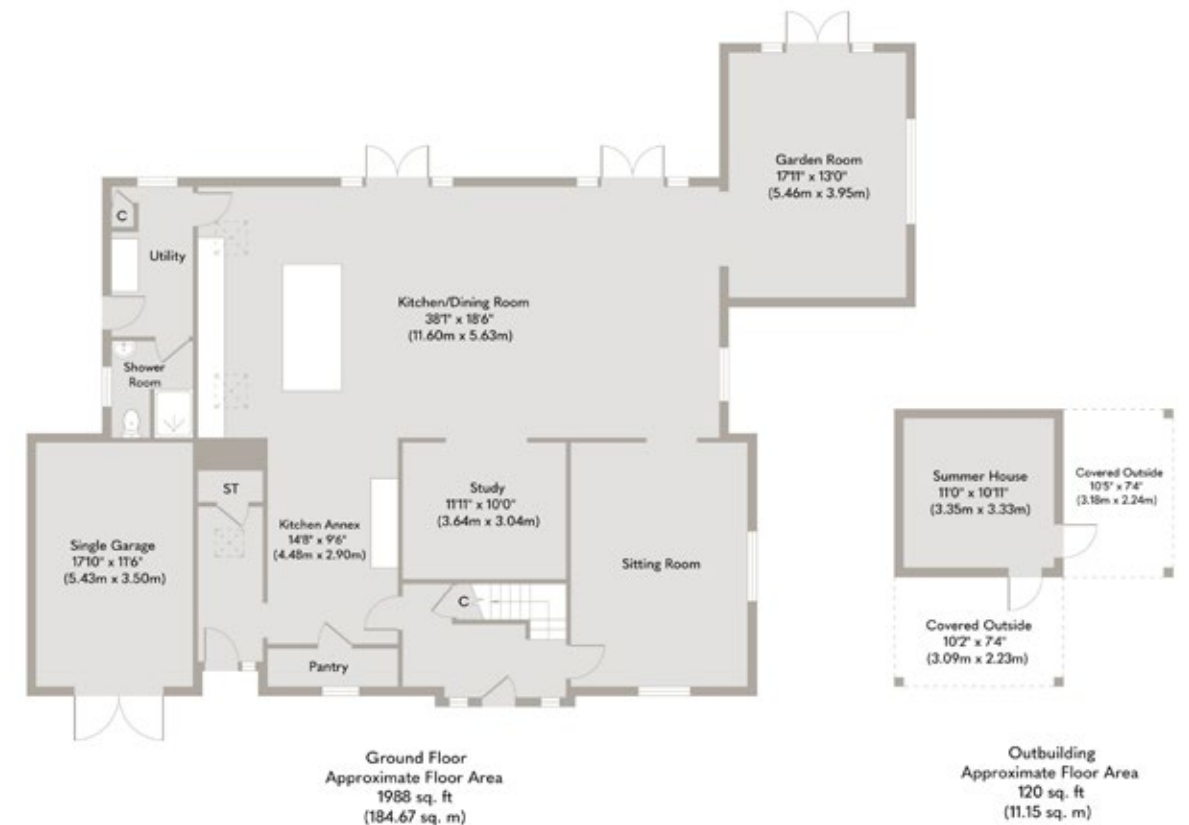 Garden Room
17'11" x 13'0"
(5.46m x 3.95m)
C
Utility
Kitchen/Dining Room
38'1" x 18'6"
(11.60m x 5.63m)
Shower
Room
ST
Study
11'11" x 10'0"
(3.64m x 3.04m)
Kitchen Annex
14'8" x 9'6"
(4.48m x 2.90m)
Single Garage
17'10" x 11'6"
(5.43m x 3.50m)
Sitting Room
C
Pantry
Summer House
11'0" x 10'11"
(3.35m x 3.33m)
Covered Outside
10'5" x 7'4"
(3.18m x 2.24m)
Covered Outside
10'2" x 7'4"
(3.09m x 2.23m)
Ground Floor
Approximate Floor Area
1988 sq. ft
(184.67 sq. m)
Outbuilding
Approximate Floor Area
120 sq. ft
(11.15 sq. m)